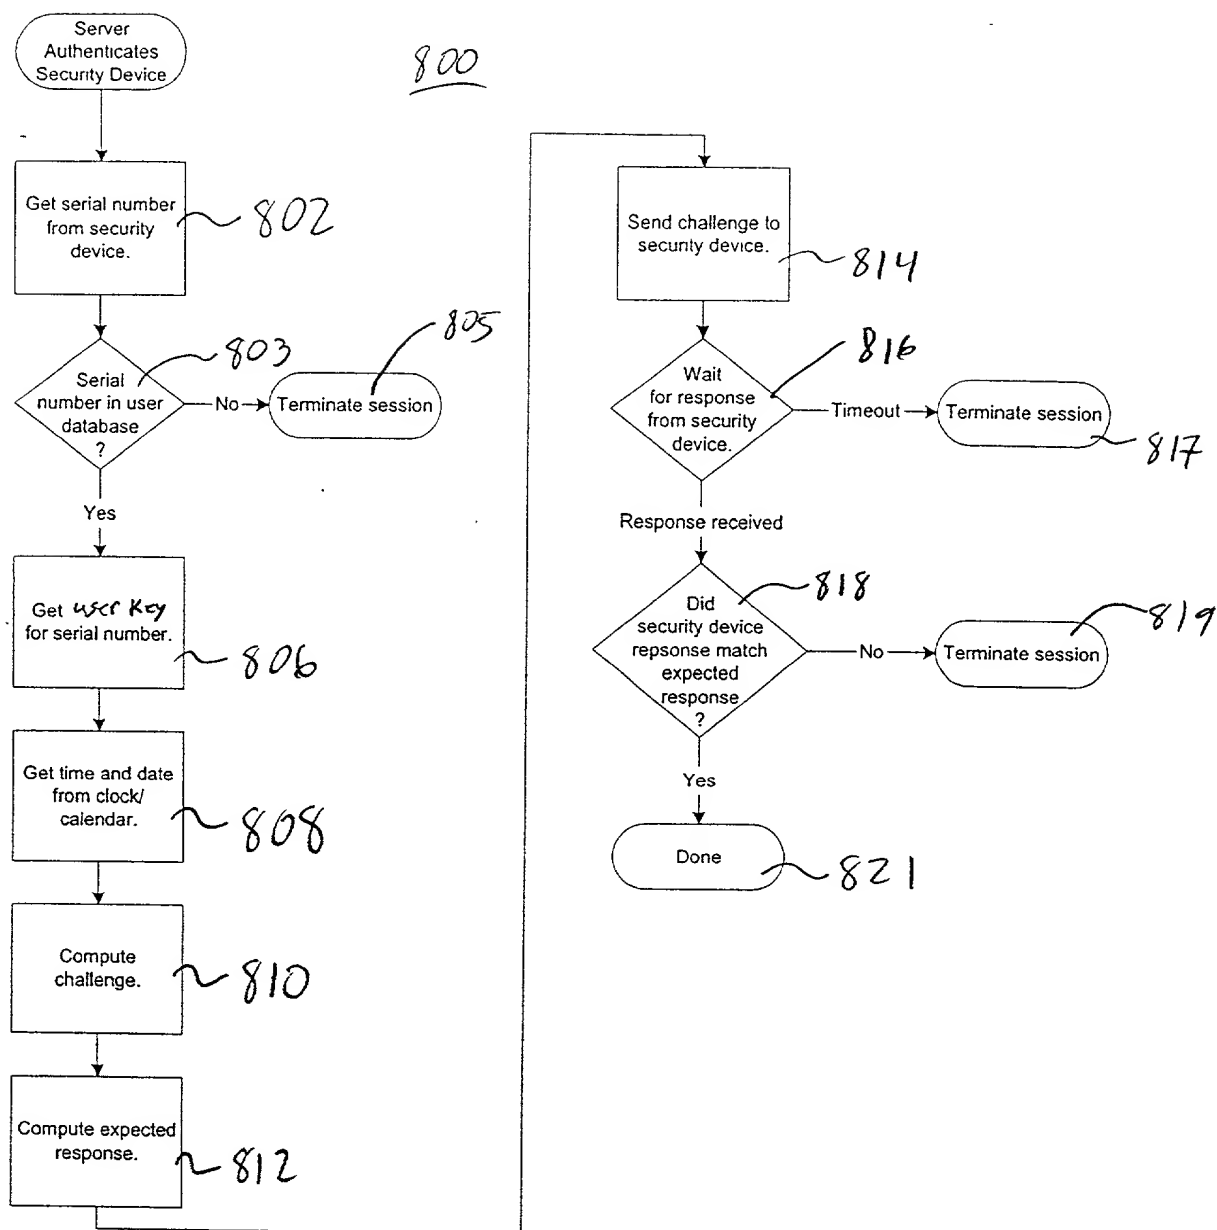 Server
Authenticates
Security Device
800
Get serial number
from security
device.
802
Serial
number in user
database
?
803
No
Terminate session
805
Yes
Get user key
for serial number.
806
Get time and date
from clock/
calendar.
808
Compute
challenge.
810
Compute expected
response.
812
Send challenge to
security device.
814
Wait
for response
from security
device.
816
Timeout
Terminate session
817
Response received
Did
security device
repsonse match
expected
response
?
818
No
Terminate session
819
Yes
Done
821